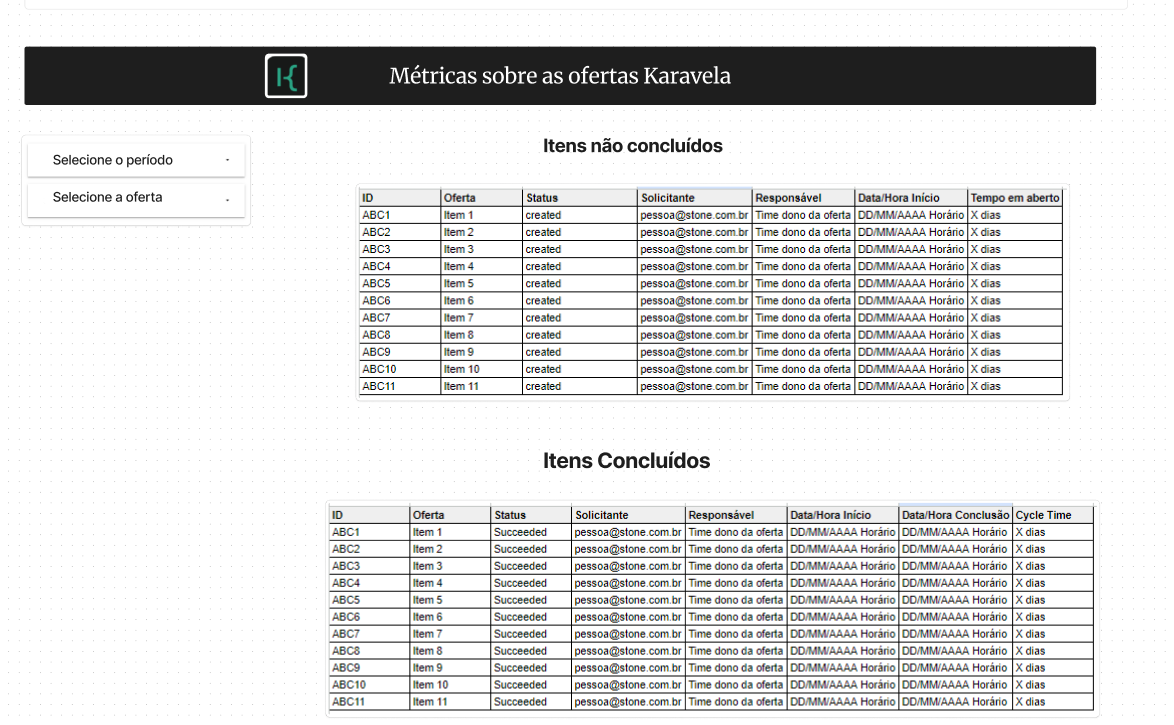 Métricas sobre as ofertas Karavela
Selecione o período
Selecione a oferta
Itens não concluídos
ID Oferta Status Solicitante Responsável Data/Hora Início Tempo em aberto
ABC1 Item 1 created pessoa@stone.com.br Time dono da oferta DD/MM/AAAA Horário X dias
ABC2 Item 2 created pessoa@stone.com.br Time dono da oferta DD/MM/AAAA Horário X dias
ABC3 Item 3 created pessoa@stone.com.br Time dono da oferta DD/MM/AAAA Horário X dias
ABC4 Item 4 created pessoa@stone.com.br Time dono da oferta DD/MM/AAAA Horário X dias
ABC5 Item 5 created pessoa@stone.com.br Time dono da oferta DD/MM/AAAA Horário X dias
ABC6 Item 6 created pessoa@stone.com.br Time dono da oferta DD/MM/AAAA Horário X dias
ABC7 Item 7 created pessoa@stone.com.br Time dono da oferta DD/MM/AAAA Horário X dias
ABC8 Item 8 created pessoa@stone.com.br Time dono da oferta DD/MM/AAAA Horário X dias
ABC9 Item 9 created pessoa@stone.com.br Time dono da oferta DD/MM/AAAA Horário X dias
ABC10 Item 10 created pessoa@stone.com.br Time dono da oferta DD/MM/AAAA Horário X dias
ABC11 Item 11 created pessoa@stone.com.br Time dono da oferta DD/MM/AAAA Horário X dias
Itens Concluídos
ID Oferta Status Solicitante Responsável Data/Hora Início Data/Hora Conclusão Cycle Time
ABC1 Item 1 Succeeded pessoa@stone.com.br Time dono da oferta DD/MM/AAAA Horário DD/MM/AAAA Horário X dias
ABC2 Item 2 Succeeded pessoa@stone.com.br Time dono da oferta DD/MM/AAAA Horário DD/MM/AAAA Horário X dias
ABC3 Item 3 Succeeded pessoa@stone.com.br Time dono da oferta DD/MM/AAAA Horário DD/MM/AAAA Horário X dias
ABC4 Item 4 Succeeded pessoa@stone.com.br Time dono da oferta DD/MM/AAAA Horário DD/MM/AAAA Horário X dias
ABC5 Item 5 Succeeded pessoa@stone.com.br Time dono da oferta DD/MM/AAAA Horário DD/MM/AAAA Horário X dias
ABC6 Item 6 Succeeded pessoa@stone.com.br Time dono da oferta DD/MM/AAAA Horário DD/MM/AAAA Horário X dias
ABC7 Item 7 Succeeded pessoa@stone.com.br Time dono da oferta DD/MM/AAAA Horário DD/MM/AAAA Horário X dias
ABC8 Item 8 Succeeded pessoa@stone.com.br Time dono da oferta DD/MM/AAAA Horário DD/MM/AAAA Horário X dias
ABC9 Item 9 Succeeded pessoa@stone.com.br Time dono da oferta DD/MM/AAAA Horário DD/MM/AAAA Horário X dias
ABC10 Item 10 Succeeded pessoa@stone.com.br Time dono da oferta DD/MM/AAAA Horário DD/MM/AAAA Horário X dias
ABC11 Item 11 Succeeded pessoa@stone.com.br Time dono da oferta DD/MM/AAAA Horário DD/MM/AAAA Horário X dias